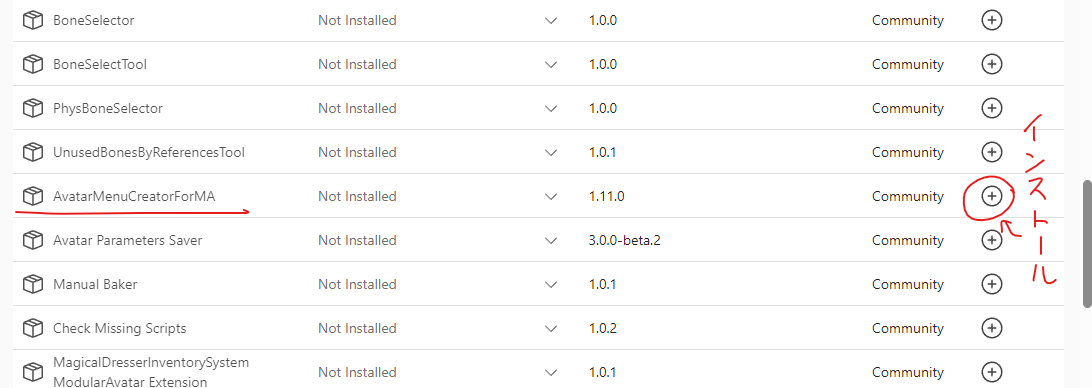 BoneSelector Not Installed 1.0.0 Community
BoneSelectTool Not Installed 1.0.0 Community
PhysBoneSelector Not Installed 1.0.0 Community
UnusedBonesByReferencesTool Not Installed 1.0.1 Community
AvatarMenuCreatorForMA Not Installed 1.11.0 Community
Avatar Parameters Saver Not Installed 3.0.0-beta.2 Community
Manual Baker Not Installed 1.0.1 Community
Check Missing Scripts Not Installed 1.0.2 Community
MagicalDresserInventorySystem
ModularAvatar Extension Not Installed 1.0.1 Community
インストール